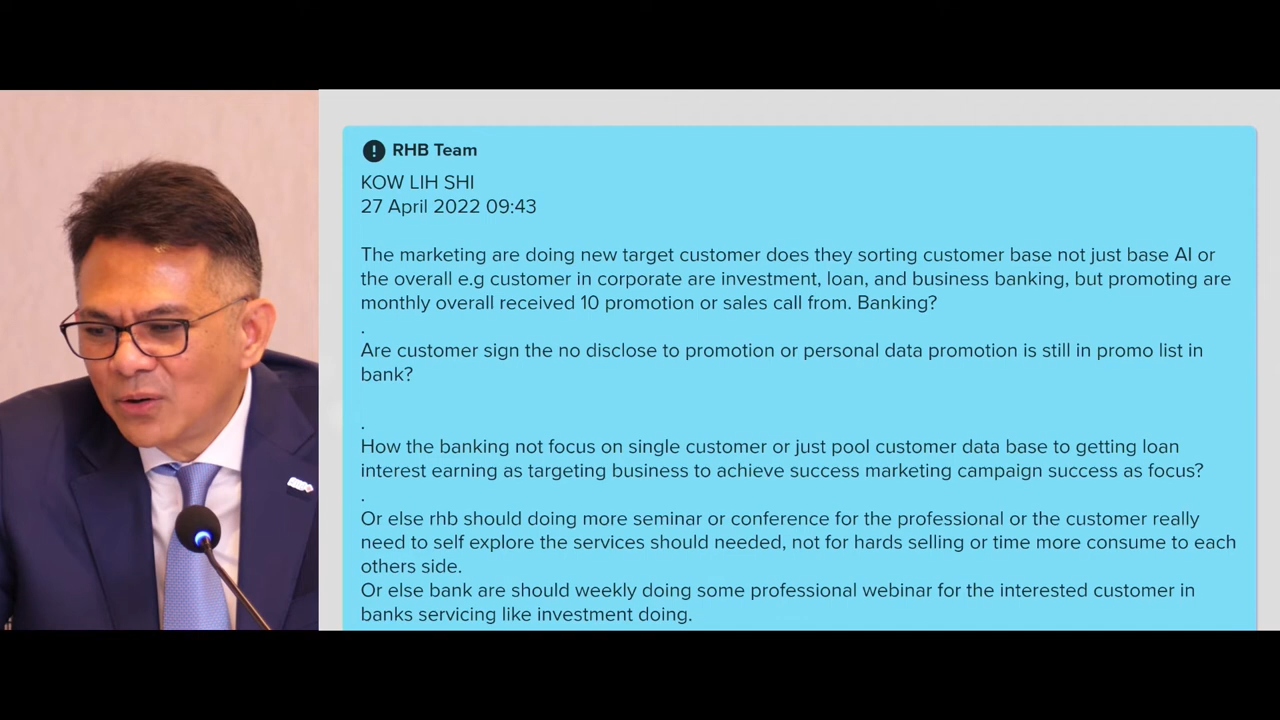 RHB Team
KOW LIH SHI
27 April 2022 09:43
The marketing are doing new target customer does they sorting customer base not just base AI or
the overall e.g customer in corporate are investment, loan, and business banking, but promoting are
monthly overall received 10 promotion or sales call from. Banking?
.
Are customer sign the no disclose to promotion or personal data promotion is still in promo list in
bank?
.
How the banking not focus on single customer or just pool customer data base to getting loan
interest earning as targeting business to achieve success marketing campaign success as focus?
.
Or else rhb should doing more seminar or conference for the professional or the customer really
need to self explore the services should needed, not for hards selling or time more consume to each
others side.
Or else bank are should weekly doing some professional webinar for the interested customer in
banks servicing like investment doing.